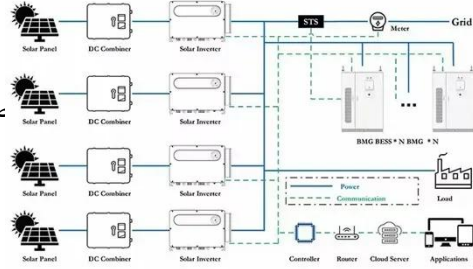 STS
Meter
Grid
Solar Panel
DC Combiner
Solar Inverter
Solar Panel
DC Combiner
Solar Inverter
BMG BESS * N BMG * N
Solar Panel
DC Combiner
Solar Inverter
Power
Communication
Load
Solar Panel
DC Combiner
Solar Inverter
Controller
Router
Cloud Server
Applications